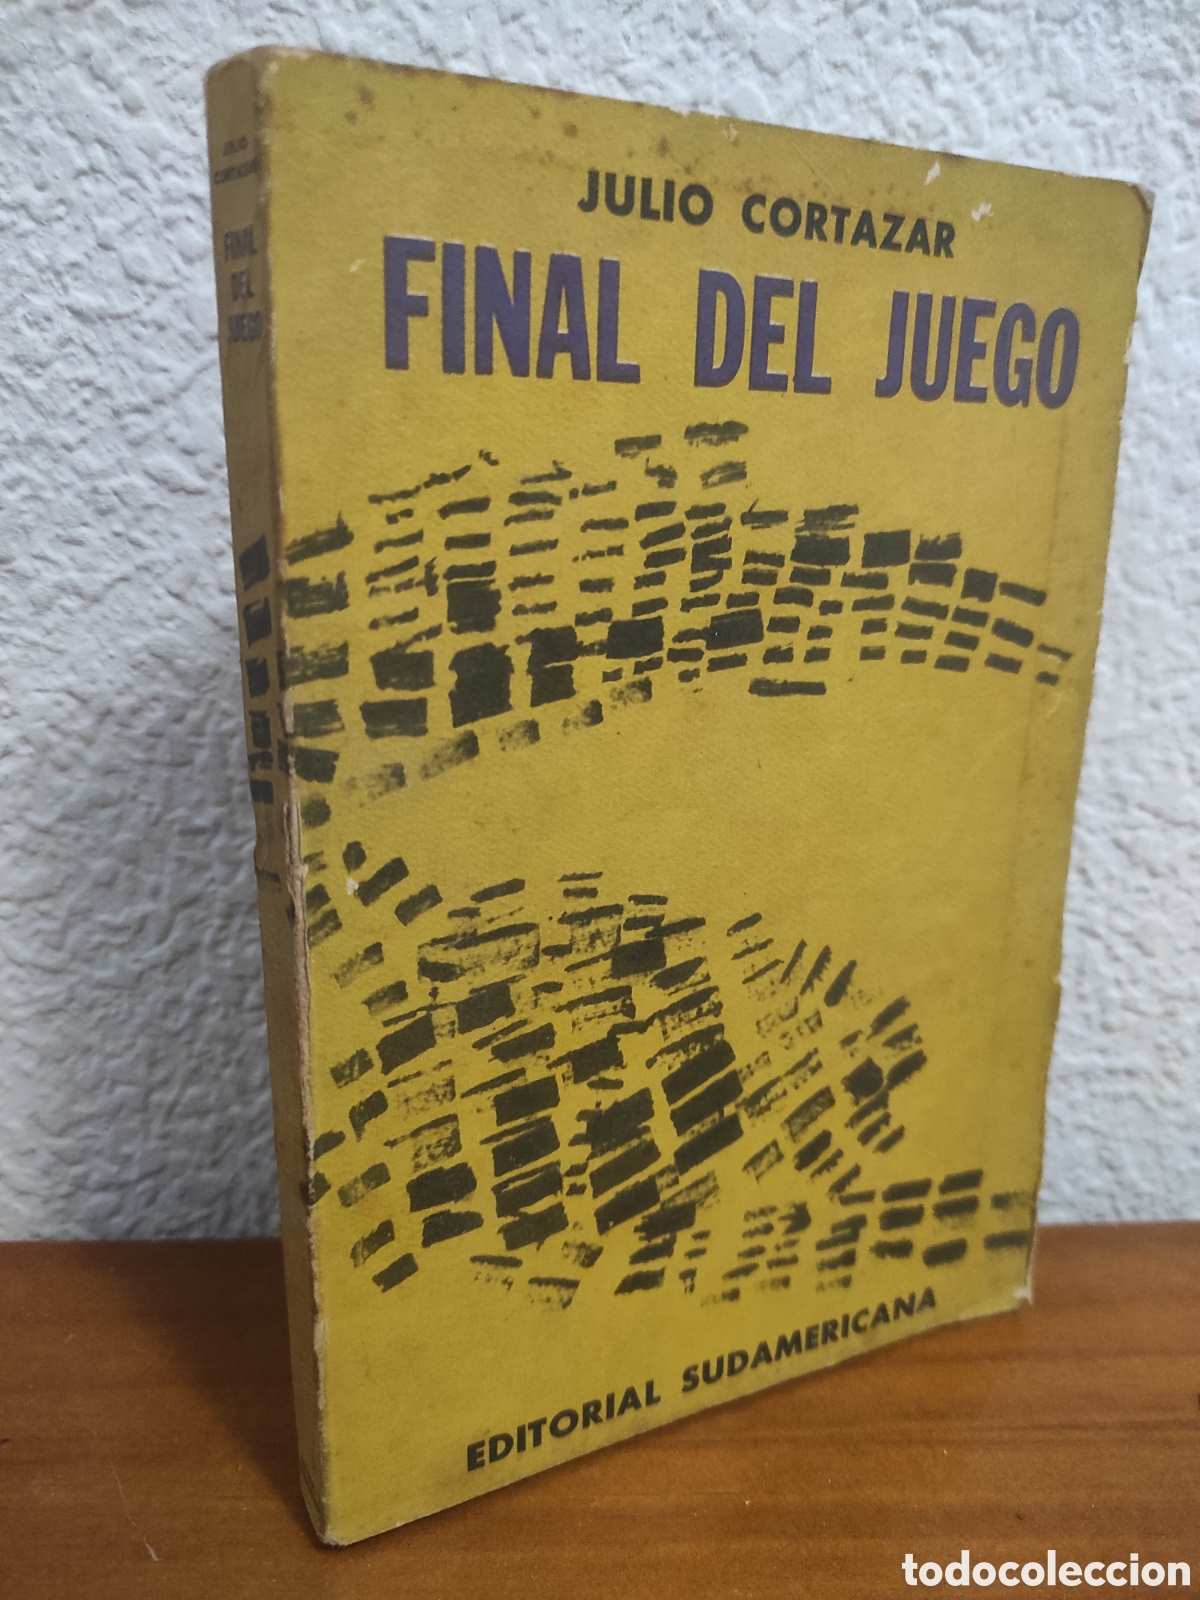 JULIO CORTAZAR
FINAL DEL JUEGO
EDITORIAL SUDAMERICANA
JULIO
CORTAZAR
FINAL
DEL
JUEGO
todocoleccion